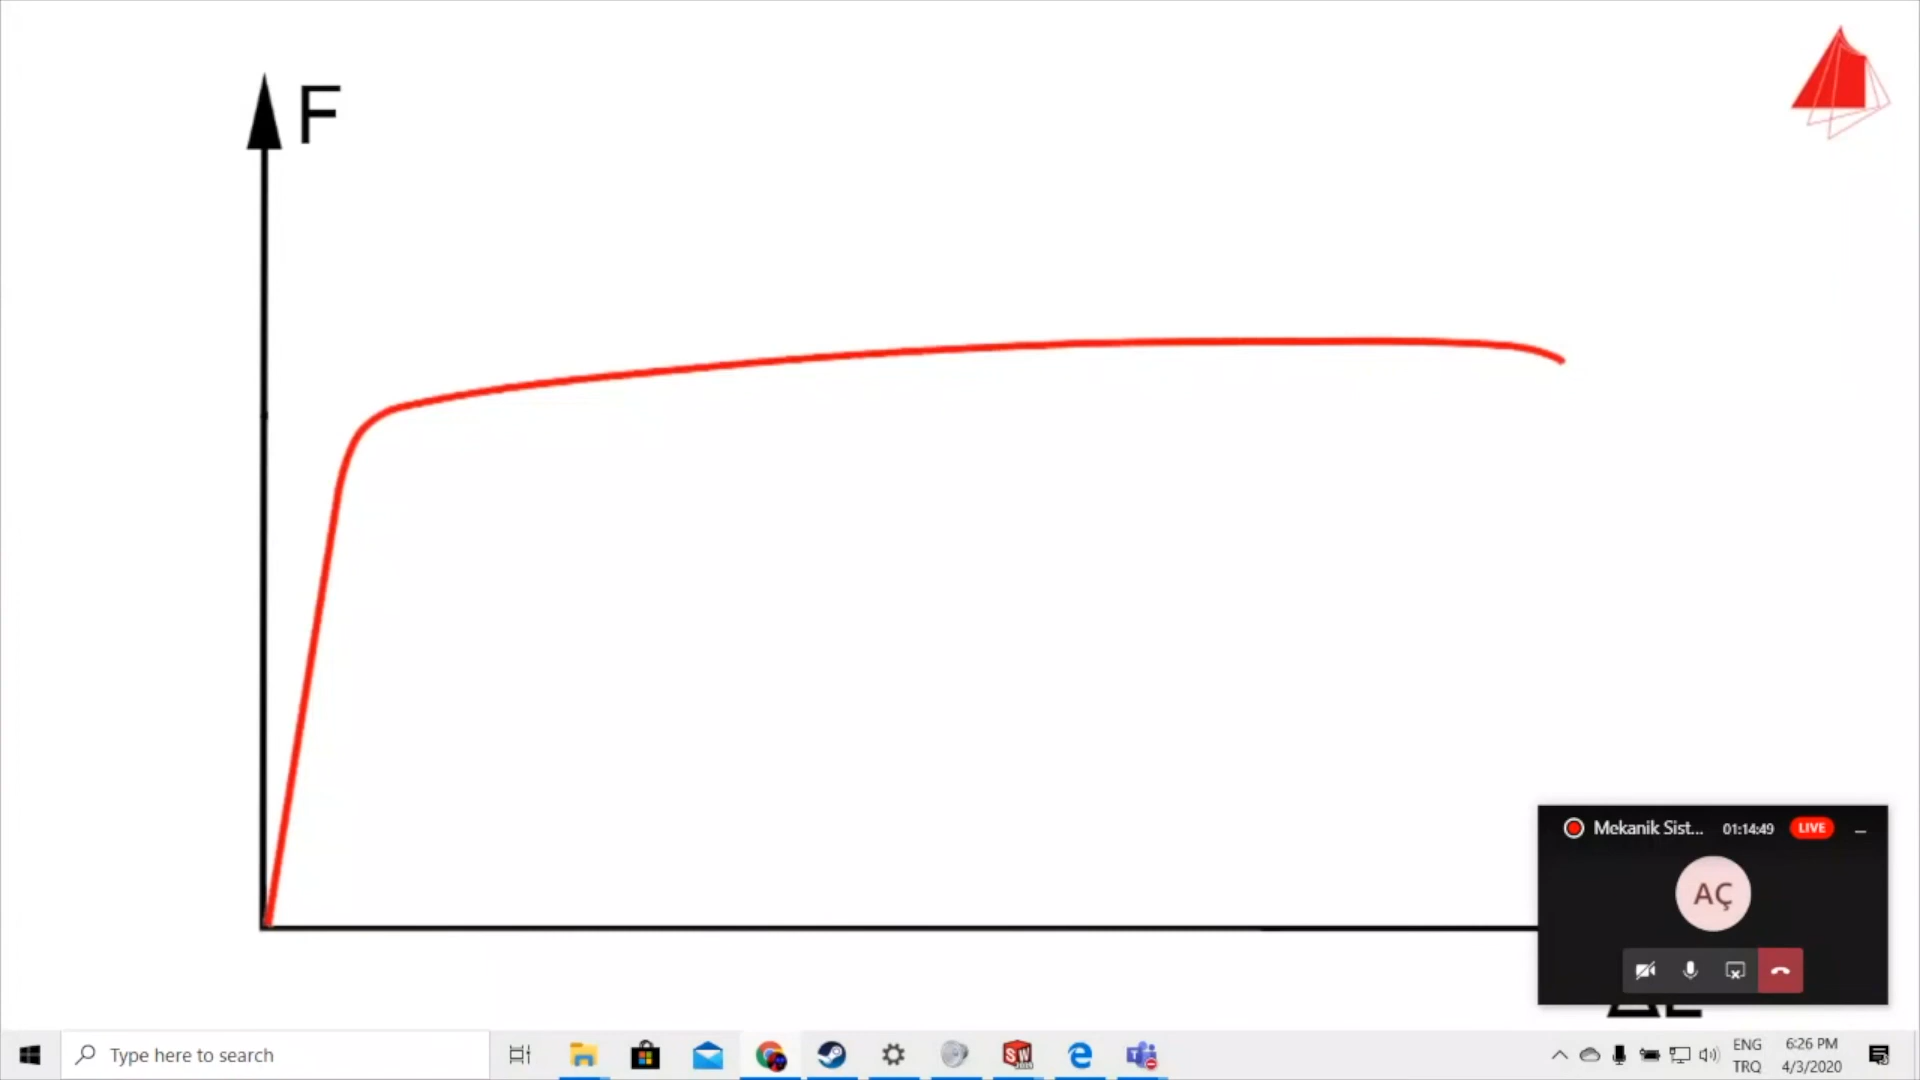 F
Mekanik Sist... 01:14:49 LIVE
AÇ
Type here to search
ENG
TRQ
6:26 PM
4/3/2020